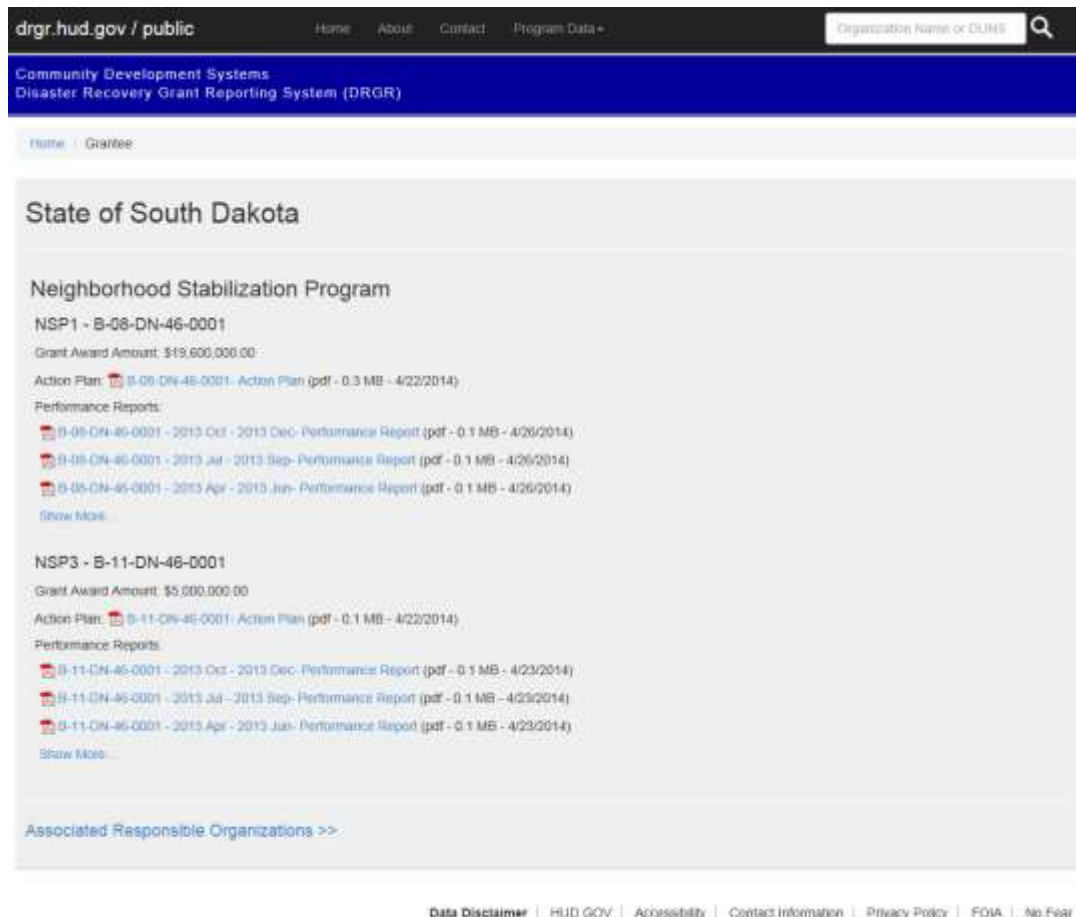 drgr.hud.gov / public Home About Contact Program Data Organization Name or DUNS
Community Development Systems
Disaster Recovery Grant Reporting System (DRGR)
Home / Grantee
State of South Dakota
Neighborhood Stabilization Program
NSP1 - B-08-DN-46-0001
Grant Award Amount: $19,600,000.00
Action Plan: B-08-DN-46-0001- Action Plan (pdf - 0.3 MB - 4/22/2014)
Performance Reports:
B-08-DN-46-0001 - 2013 Oct - 2013 Dec- Performance Report (pdf - 0.1 MB - 4/26/2014)
B-08-DN-46-0001 - 2013 Jul - 2013 Sep- Performance Report (pdf - 0.1 MB - 4/26/2014)
B-08-DN-46-0001 - 2013 Apr - 2013 Jun- Performance Report (pdf - 0.1 MB - 4/26/2014)
Show More...
NSP3 - B-11-DN-46-0001
Grant Award Amount: $5,000,000.00
Action Plan: B-11-DN-46-0001- Action Plan (pdf - 0.1 MB - 4/22/2014)
Performance Reports:
B-11-DN-46-0001 - 2013 Oct - 2013 Dec- Performance Report (pdf - 0.1 MB - 4/23/2014)
B-11-DN-46-0001 - 2013 Jul - 2013 Sep- Performance Report (pdf - 0.1 MB - 4/23/2014)
B-11-DN-46-0001 - 2013 Apr - 2013 Jun- Performance Report (pdf - 0.1 MB - 4/23/2014)
Show More...
Associated Responsible Organizations >>
Data Disclaimer | HUD.GOV | Accessibility | Contact Information | Privacy Policy | FOIA | No Fear